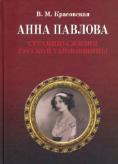 В. М. Красовская
АННА ПАВЛОВА
СТРАНИЦЫ ЖИЗНИ
РУССКОЙ ТАНЦОВЩИЦЫ